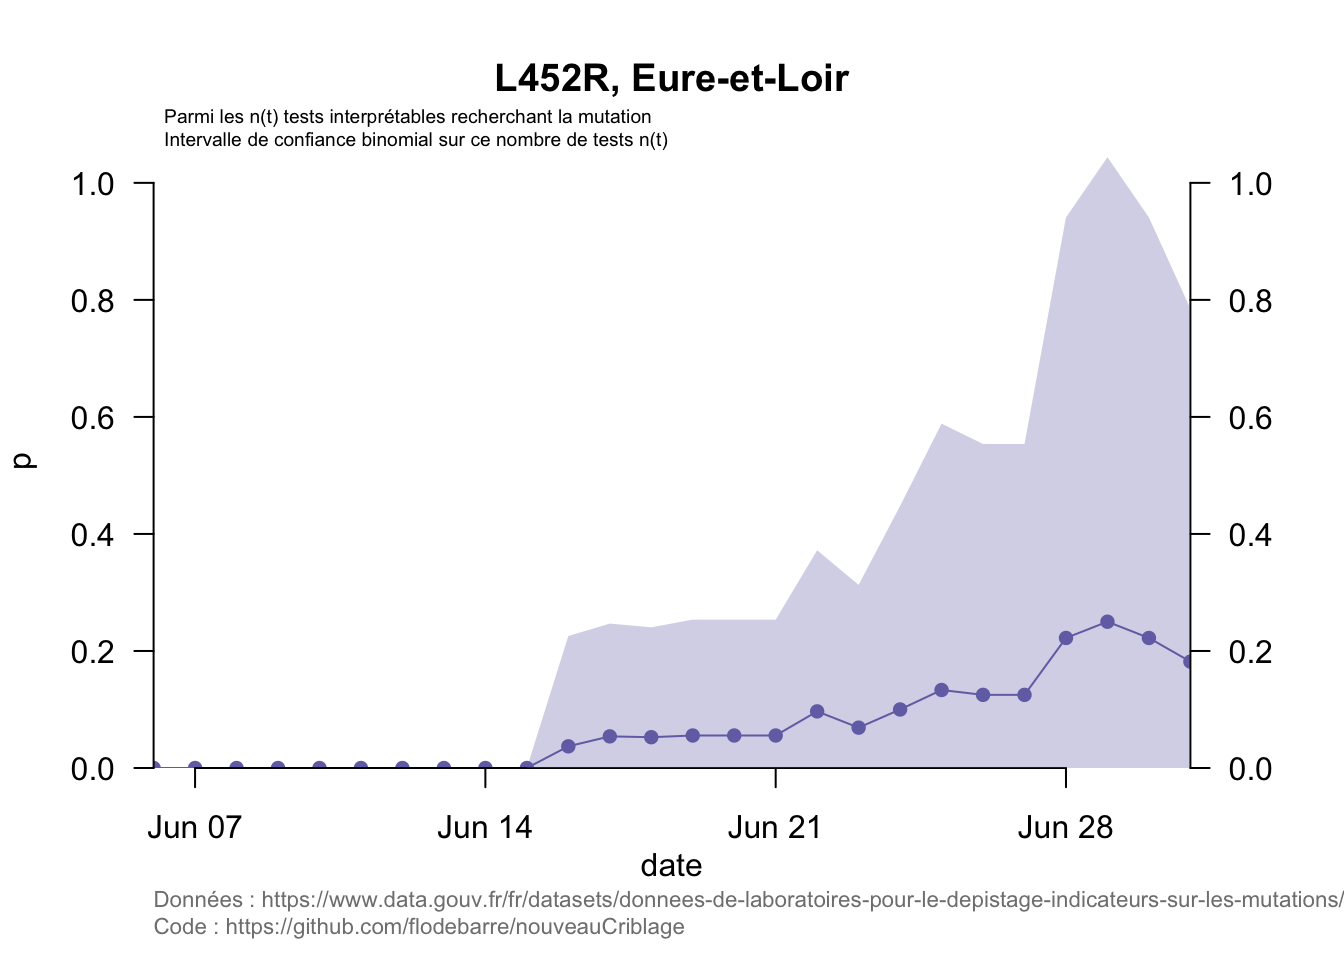 L452R, Eure-et-Loir
Parmi les n(t) tests interprétables recherchant la mutation
Intervalle de confiance binomial sur ce nombre de tests n(t)
1.0
0.8
0.6
0.4
0.2
0.0
p
1.0
0.8
0.6
0.4
0.2
0.0
Jun 07 Jun 14 Jun 21 Jun 28
date
Données : https://www.data.gouv.fr/fr/datasets/donnees-de-laboratoires-pour-le-depistage-indicateurs-sur-les-mutations/
Code : https://github.com/flodebarre/nouveauCriblage